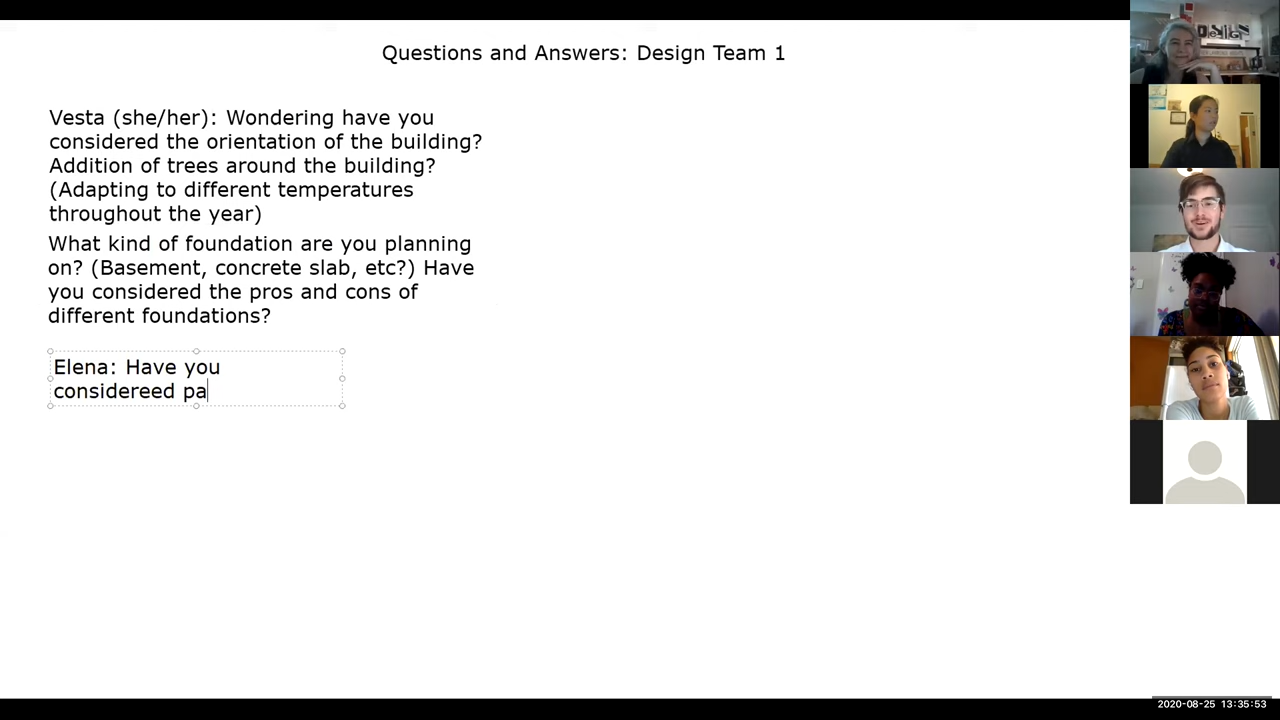 Questions and Answers: Design Team 1
Vesta (she/her): Wondering have you
considered the orientation of the building?
Addition of trees around the building?
(Adapting to different temperatures
throughout the year)
What kind of foundation are you planning
on? (Basement, concrete slab, etc?) Have
you considered the pros and cons of
different foundations?
Elena: Have you
considereed pa
2020-08-25 13:35:53